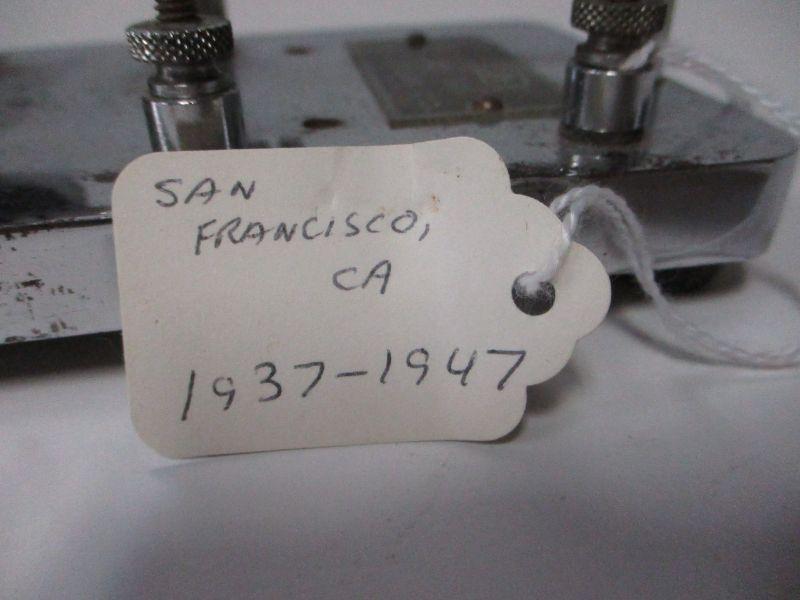 SAN
FRANCISCO,
CA
1937-1947